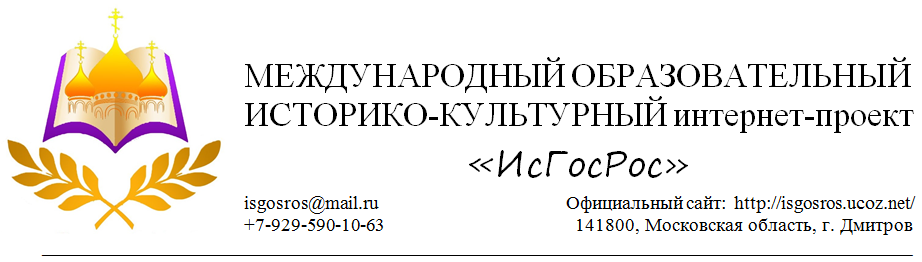 МЕЖДУНАРОДНЫЙ ОБРАЗОВАТЕЛЬНЫЙ
ИСТОРИКО-КУЛЬТУРНЫЙ интернет-проект
«ИсГосРос»
isgosros@mail.ru Официальный сайт: http://isgosros.ucoz.net/
+7-929-590-10-63 141800, Московская область, г. Дмитров